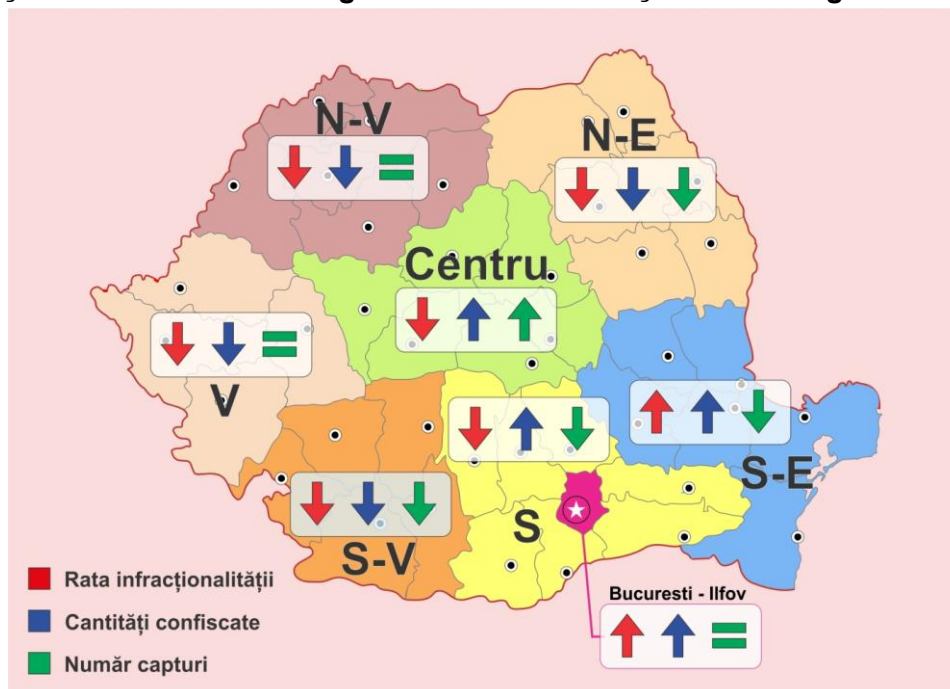 N-V
N-E
Centru
V
S-E
S
S-V
Rata infracționalității
Cantități confiscate
Număr capturi
Bucuresti - Ilfov